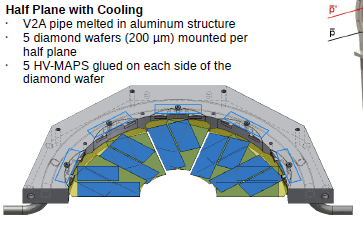 Half Plane with Cooling
· V2A pipe melted in aluminum structure
· 5 diamond wafers (200 µm) mounted per
half plane
· 5 HV-MAPS glued on each side of the
diamond wafer
p̅